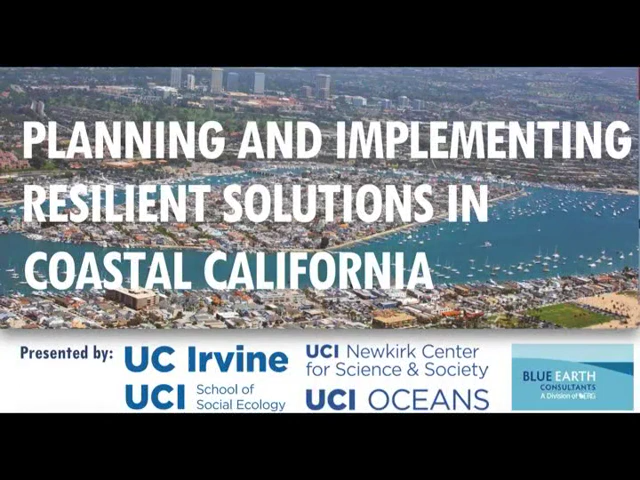 PLANNING AND IMPLEMENTING
RESILIENT SOLUTIONS IN
COASTAL CALIFORNIA
Presented by:
UC Irvine
UCI School of
Social Ecology
UCI Newkirk Center
for Science & Society
UCI OCEANS
BLUE EARTH
CONSULTANTS
A Division of ERG